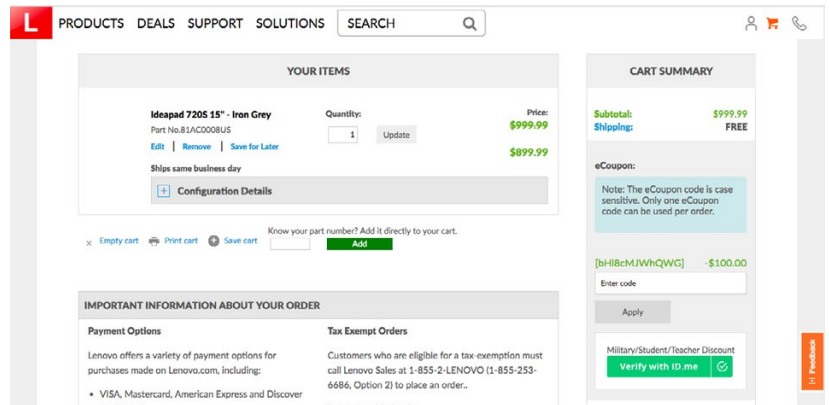 L PRODUCTS DEALS SUPPORT SOLUTIONS SEARCH
YOUR ITEMS
Ideapad 720S 15" - Iron Grey
Part No.81AC0008US
Edit | Remove | Save for Later
Ships same business day
Quantity:
1 Update
Price:
$999.99
$899.99
+ Configuration Details
x Empty cart Print cart Save cart
Know your part number? Add it directly to your cart.
Add
IMPORTANT INFORMATION ABOUT YOUR ORDER
Payment Options
Lenovo offers a variety of payment options for
purchases made on Lenovo.com, including:
• VISA, Mastercard, American Express and Discover
Tax Exempt Orders
Customers who are eligible for a tax-exemption must
call Lenovo Sales at 1-855-2-LENOVO (1-855-253-
6686, Option 2) to place an order..
CART SUMMARY
Subtotal: $999.99
Shipping: FREE
eCoupon:
Note: The eCoupon code is case
sensitive. Only one eCoupon
code can be used per order.
[bHI8cMJWhQWG] -$100.00
Enter code
Apply
Military/Student/Teacher Discount
Verify with ID.me
[+] Feedback